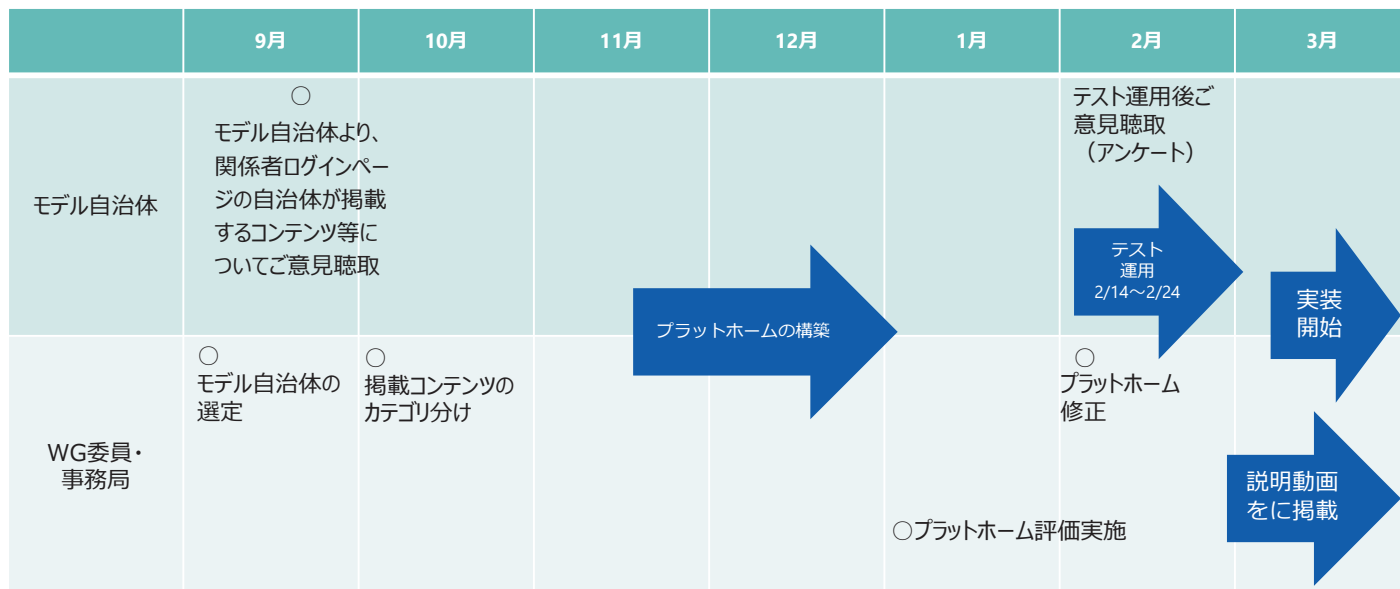 9月
10月
11月
12月
1月
2月
3月
モデル自治体
○
モデル自治体より、
関係者ログインペー
ジの自治体が掲載
するコンテンツ等に
ついてご意見聴取
テスト運用後ご
意見聴取
（アンケート）
テスト
運用
2/14～2/24
実装
開始
プラットホームの構築
WG委員・
事務局
○
モデル自治体の
選定
○
掲載コンテンツの
カテゴリ分け
○
プラットホーム
修正
○プラットホーム評価実施
説明動画
をに掲載